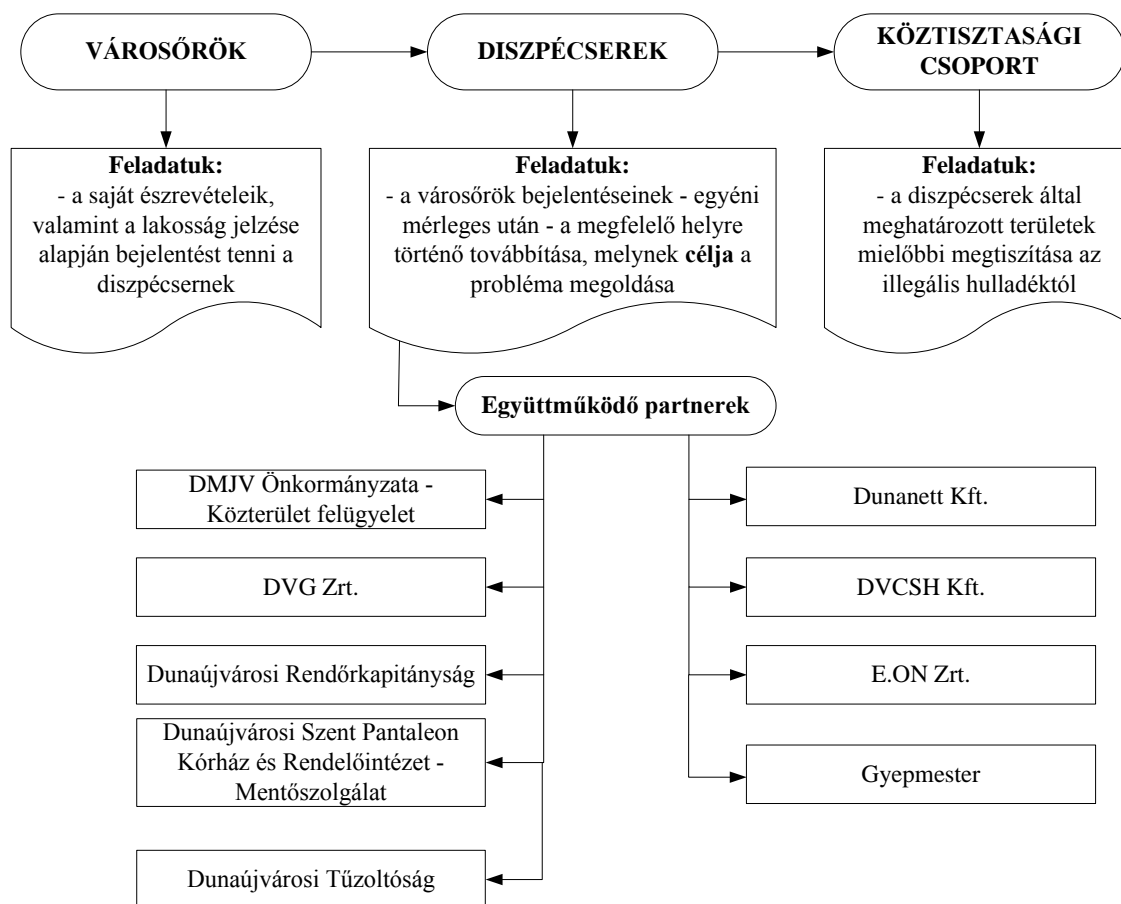 VÁROSŐRÖK
DISZPÉCSEREK
KÖZTISZTASÁGI
CSOPORT
Feladatuk:
- a saját észrevételeik,
valamint a lakosság jelzése
alapján bejelentést tenni a
diszpécsernek
Feladatuk:
- a városőrök bejelentéseinek - egyéni
mérleges után - a megfelelő helyre
történő továbbítása, melynek célja a
probléma megoldása
Feladatuk:
- a diszpécserek által
meghatározott területek
mielőbbi megtiszítása az
illegális hulladéktól
Együttműködő partnerek
DMJV Önkormányzata -
Közterület felügyelet
DVG Zrt.
Dunaújvárosi Rendőrkapitányság
Dunaújvárosi Szent Pantaleon
Kórház és Rendelőintézet -
Mentőszolgálat
Dunaújvárosi Tűzoltóság
Dunanett Kft.
DVCSH Kft.
E.ON Zrt.
Gyepmester